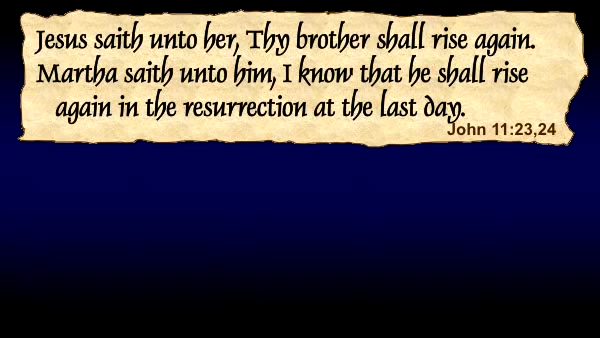 Jesus saith unto her, Thy brother shall rise again.
Martha saith unto him, I know that he shall rise
again in the resurrection at the last day.
John 11:23,24